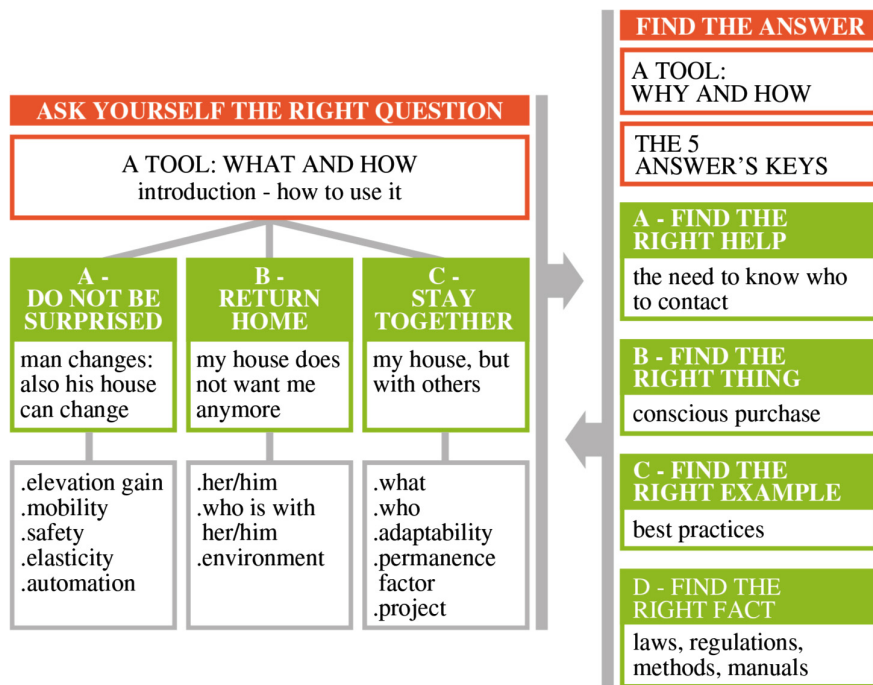 ASK YOURSELF THE RIGHT QUESTION
A TOOL: WHAT AND HOW
introduction - how to use it
A -
DO NOT BE
SURPRISED
man changes:
also his house
can change
.elevation gain
.mobility
.safety
.elasticity
.automation
B -
RETURN
HOME
my house does
not want me
anymore
.her/him
.who is with
her/him
.environment
C -
STAY
TOGETHER
my house, but
with others
.what
.who
.adaptability
.permanence
factor
.project
FIND THE ANSWER
A TOOL:
WHY AND HOW
THE 5
ANSWER'S KEYS
A - FIND THE
RIGHT HELP
the need to know who
to contact
B - FIND THE
RIGHT THING
conscious purchase
C - FIND THE
RIGHT EXAMPLE
best practices
D - FIND THE
RIGHT FACT
laws, regulations,
methods, manuals